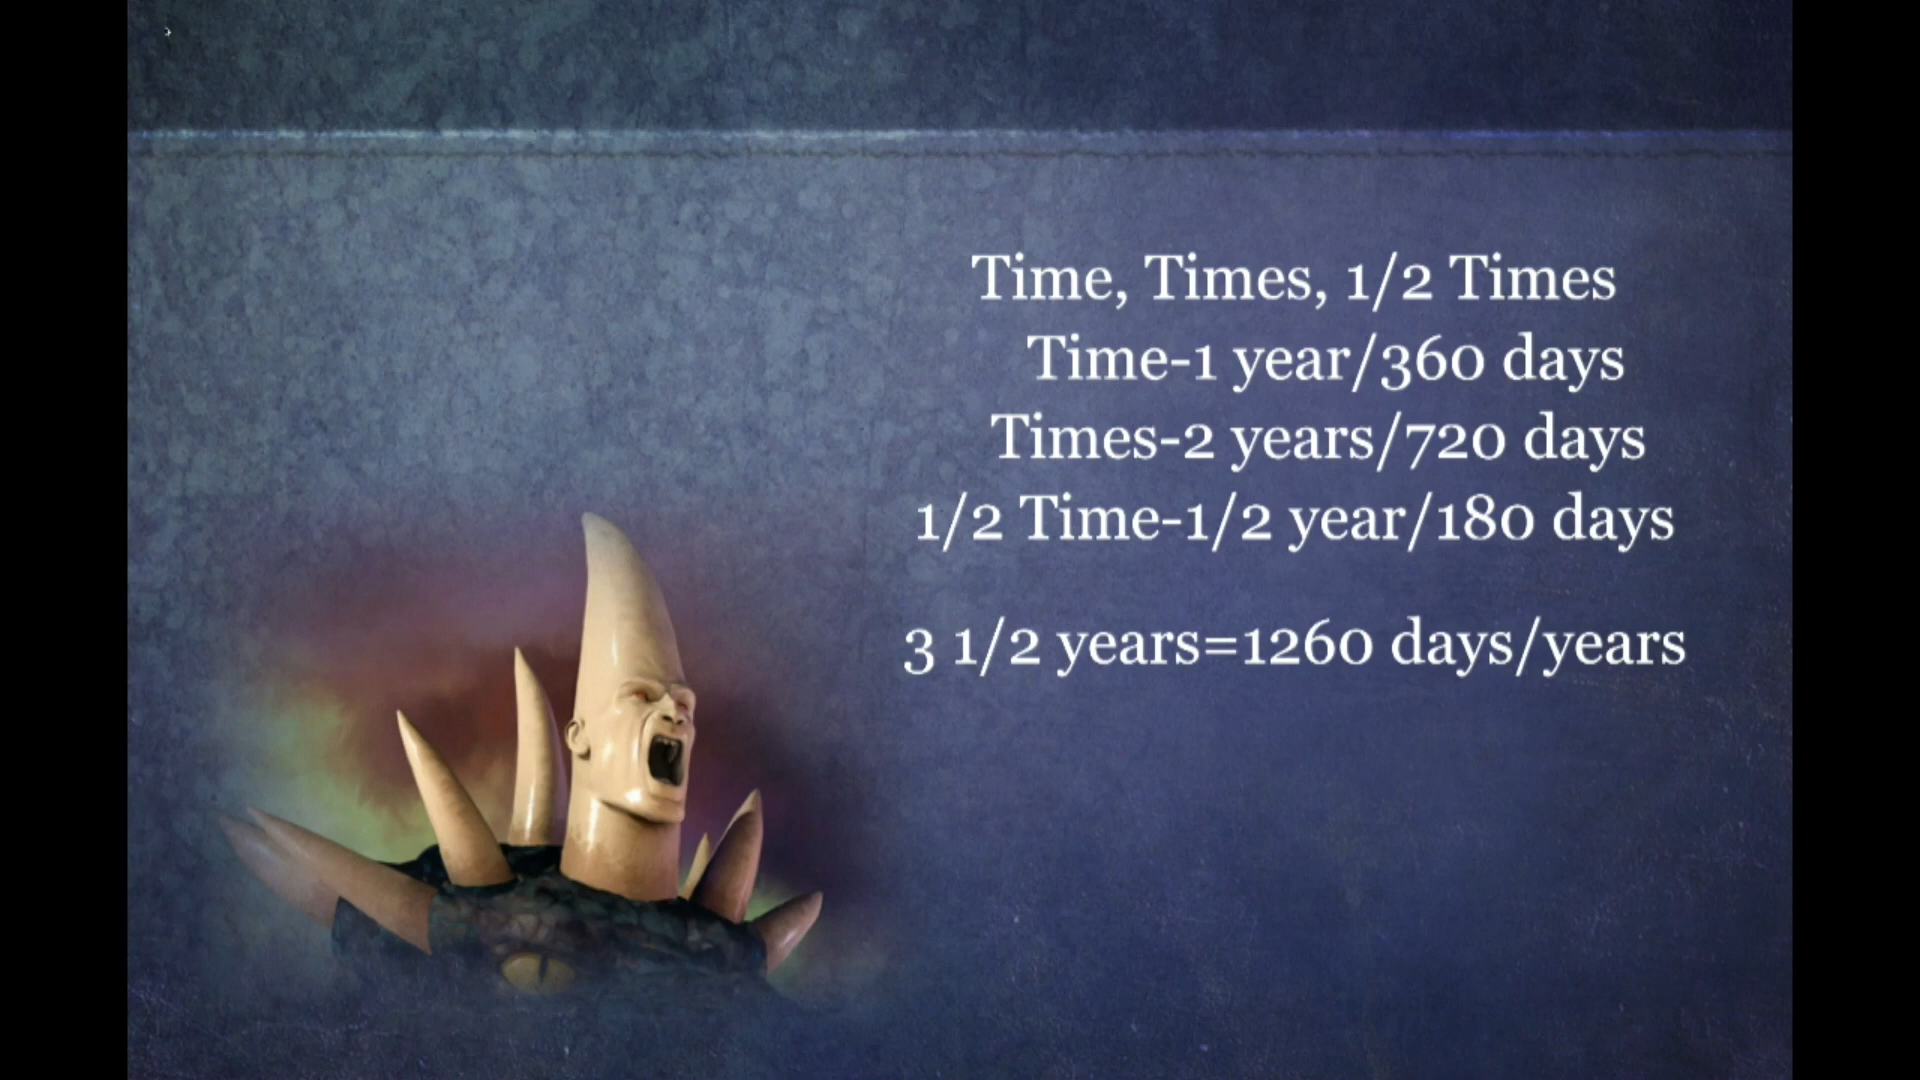 Time, Times, 1/2 Times
Time-1 year/360 days
Times-2 years/720 days
1/2 Time-1/2 year/180 days
3 1/2 years=1260 days/years